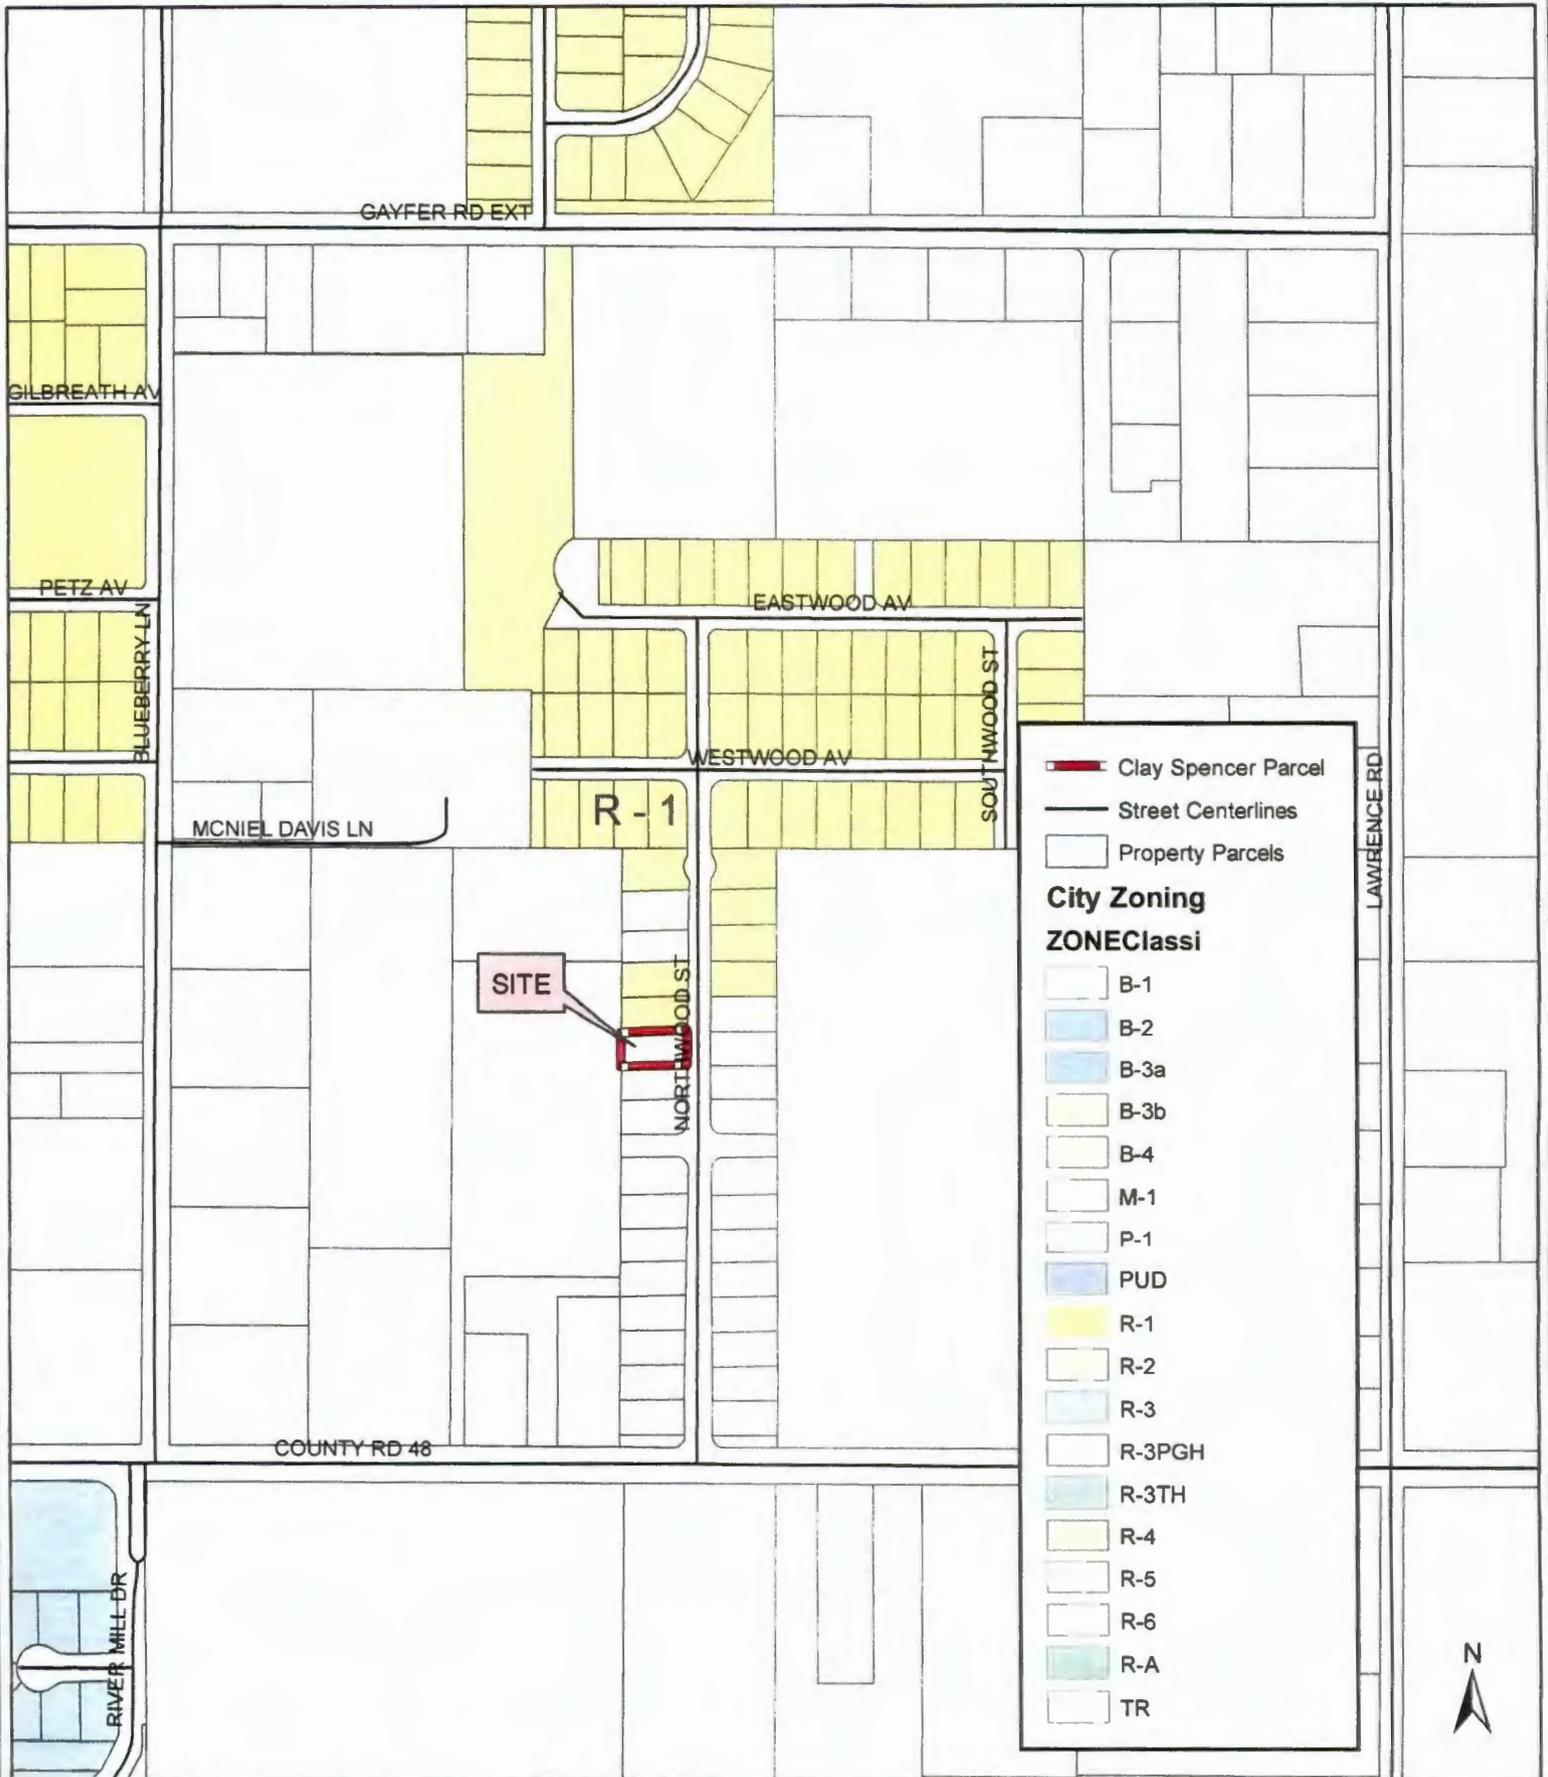 GAYFER RD EXT
GILBREATH AV
PETZ AV
BLUEBERRY LN
EASTWOOD AV
SOUTHWOOD ST
WESTWOOD AV
R - 1
MCNIEL DAVIS LN
SITE
NORTHWOOD ST
LAWRENCE RD
COUNTY RD 48
RIVER MILL DR
Clay Spencer Parcel
Street Centerlines
Property Parcels
City Zoning
ZONEClassi
B-1
B-2
B-3a
B-3b
B-4
M-1
P-1
PUD
R-1
R-2
R-3
R-3PGH
R-3TH
R-4
R-5
R-6
R-A
TR
N